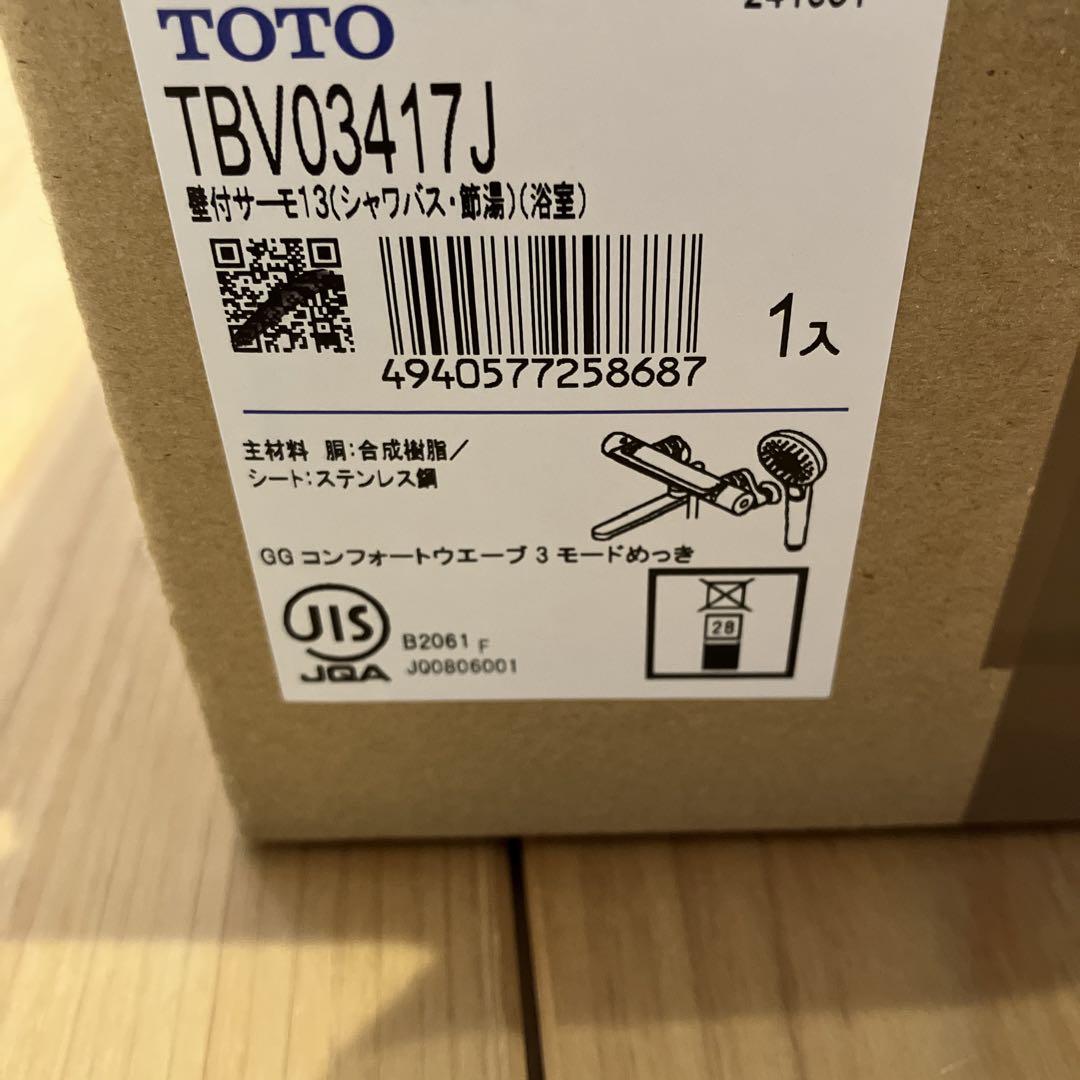 TOTO
TBV03417J
壁付サーモ13(シャワバス・節湯)(浴室)
4940577258687
1入
主材料 胴:合成樹脂/
シート:ステンレス鋼
GG コンフォートウエーブ 3 モードめっき
JIS
JQA
B2061 F
JQ0806001
28